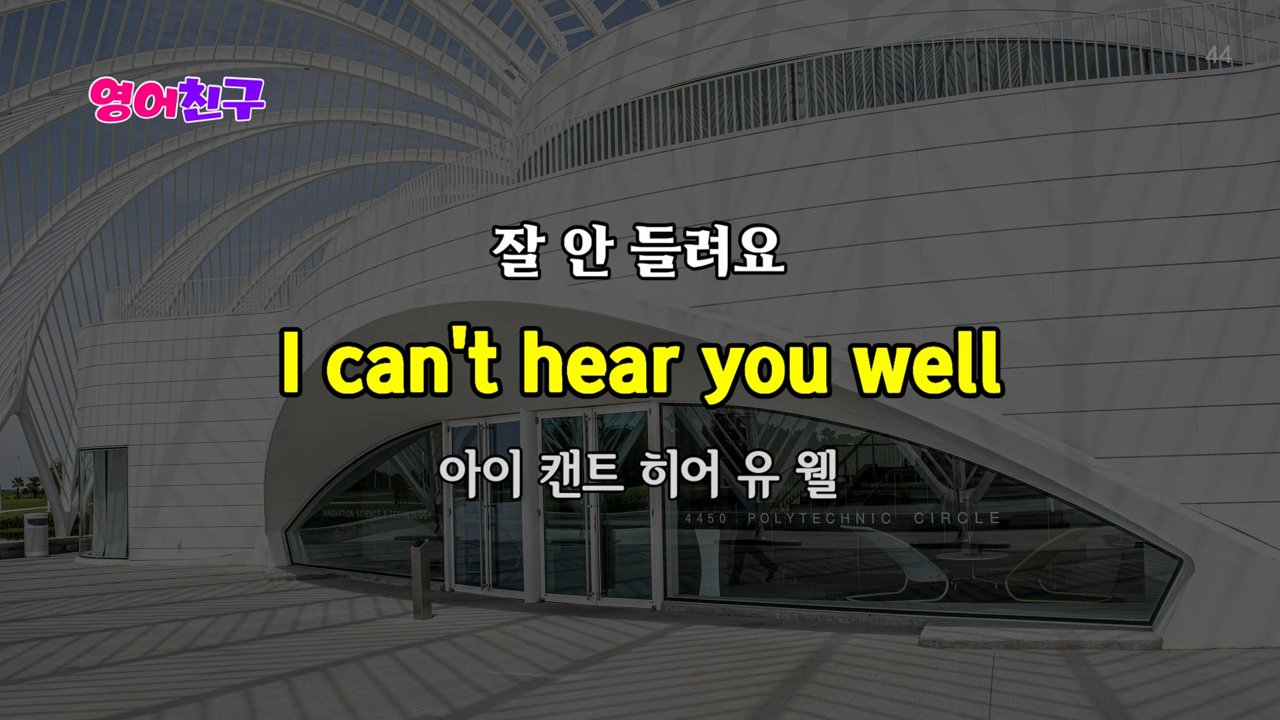 44
영어친구
잘 안 들려요
I can't hear you well
아이 캔트 히어 유 웰
INNOVATION, SCIENCE & TECHNOLOGY
4450 POLYTECHNIC CIRCLE